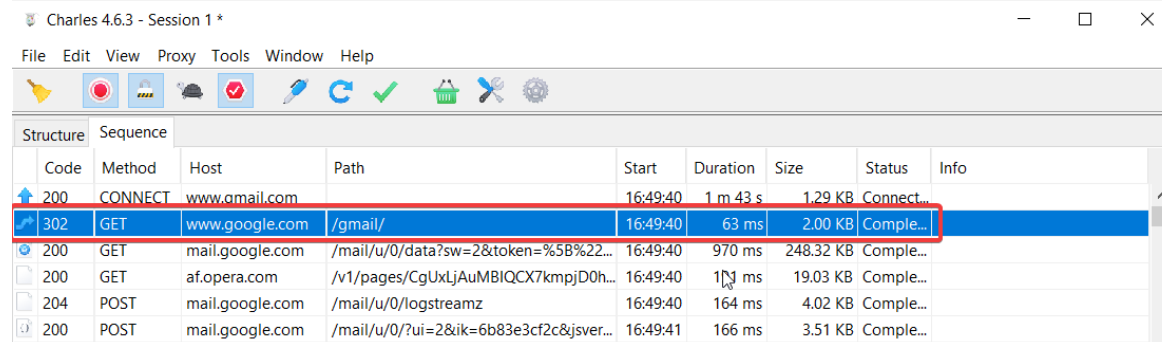 Charles 4.6.3 - Session 1 *
File Edit View Proxy Tools Window Help
Structure Sequence
Code Method Host Path Start Duration Size Status Info
200 CONNECT www.gmail.com 16:49:40 1 m 43 s 1.29 KB Connect...
302 GET www.google.com /gmail/ 16:49:40 63 ms 2.00 KB Comple...
200 GET mail.google.com /mail/u/0/data?sw=2&token=%5B%22... 16:49:40 970 ms 248.32 KB Comple...
200 GET af.opera.com /v1/pages/CgUxLjAuMBIQCX7kmpjD0h... 16:49:40 ms 19.03 KB Comple...
204 POST mail.google.com /mail/u/0/logstreamz 16:49:40 164 ms 4.02 KB Comple...
200 POST mail.google.com /mail/u/0/?ui=2&ik=6b83e3cf2c&jsver... 16:49:41 166 ms 3.51 KB Comple...